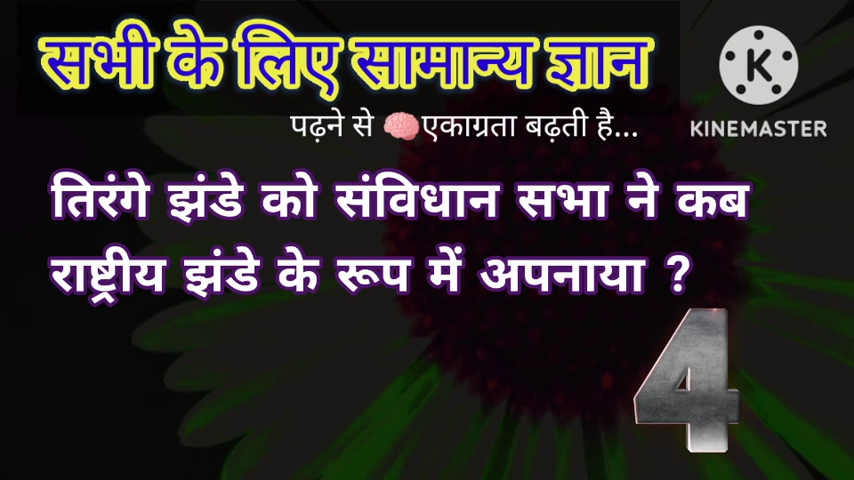 सभी के लिए सामान्य ज्ञान
पढ़ने से 🧠एकाग्रता बढ़ती है...
K
KINEMASTER
तिरंगे झंडे को संविधान सभा ने कब
राष्ट्रीय झंडे के रूप में अपनाया ?
4